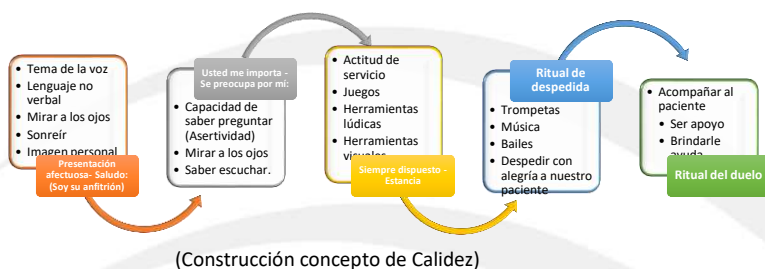 • Tema de la voz
• Lenguaje no
verbal
• Mirar a los ojos
• Sonreír
• Imagen personal
Presentación
afectuosa- Saludo:
(Soy su anfitrión)
Usted me importa -
Se preocupa por mí:
• Capacidad de
saber preguntar
(Asertividad)
• Mirar a los ojos
• Saber escuchar.
• Actitud de
servicio
• Juegos
• Herramientas
lúdicas
• Herramientas
visuales
Siempre dispuesto -
Estancia
Ritual de
despedida
• Trompetas
• Música
• Bailes
• Despedir con
alegría a nuestro
paciente
• Acompañar al
paciente
• Ser apoyo
• Brindarle
ayuda
Ritual del duelo
(Construcción concepto de Calidez)